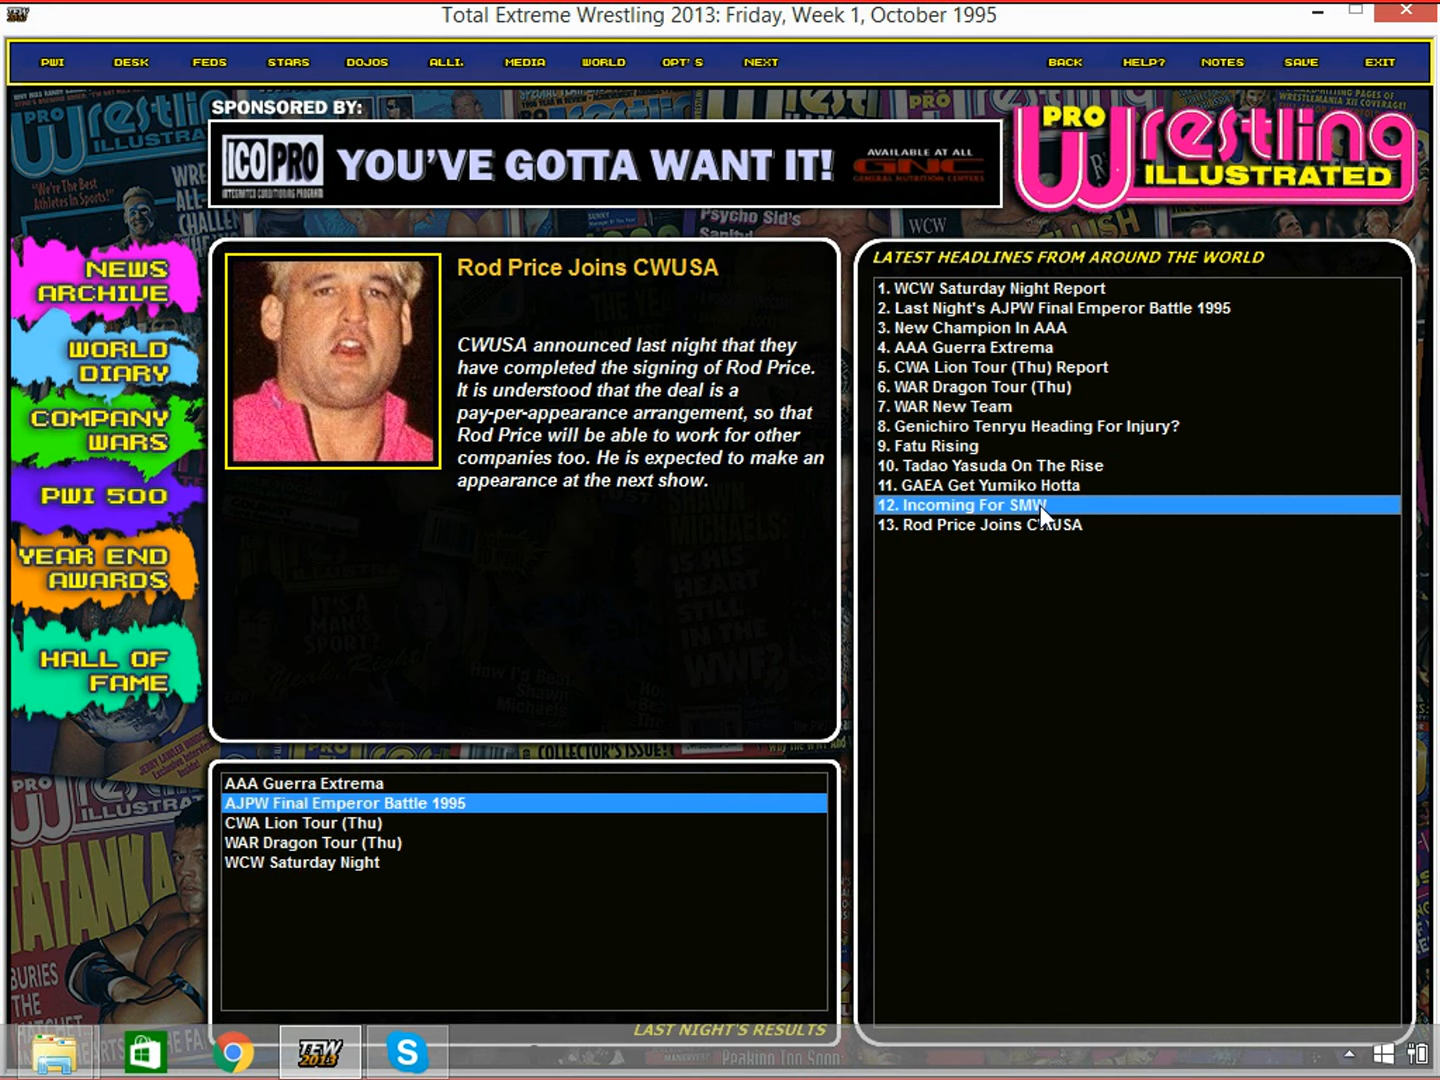 Total Extreme Wrestling 2013: Friday, Week 1, October 1995
PWI DESK FEDS STARS DOJOS ALLI. MEDIA WORLD OPT'S NEXT BACK HELP? NOTES SAVE EXIT
SPONSORED BY:
ICOPRO
INTEGRATED CONDITIONING PROGRAM
YOU'VE GOTTA WANT IT!
AVAILABLE AT ALL
GNC
GENERAL NUTRITION CENTERS
PRO
Wrestling
ILLUSTRATED
NEWS
ARCHIVE
WORLD
DIARY
COMPANY
WARS
PWI 500
YEAR END
AWARDS
HALL OF
FAME
Rod Price Joins CWUSA
CWUSA announced last night that they
have completed the signing of Rod Price.
It is understood that the deal is a
pay-per-appearance arrangement, so that
Rod Price will be able to work for other
companies too. He is expected to make an
appearance at the next show.
LATEST HEADLINES FROM AROUND THE WORLD
1. WCW Saturday Night Report
2. Last Night's AJPW Final Emperor Battle 1995
3. New Champion In AAA
4. AAA Guerra Extrema
5. CWA Lion Tour (Thu) Report
6. WAR Dragon Tour (Thu)
7. WAR New Team
8. Genichiro Tenryu Heading For Injury?
9. Fatu Rising
10. Tadao Yasuda On The Rise
11. GAEA Get Yumiko Hotta
12. Incoming For SMW
13. Rod Price Joins CWUSA
AAA Guerra Extrema
AJPW Final Emperor Battle 1995
CWA Lion Tour (Thu)
WAR Dragon Tour (Thu)
WCW Saturday Night
LAST NIGHT'S RESULTS
TEW
2013
S